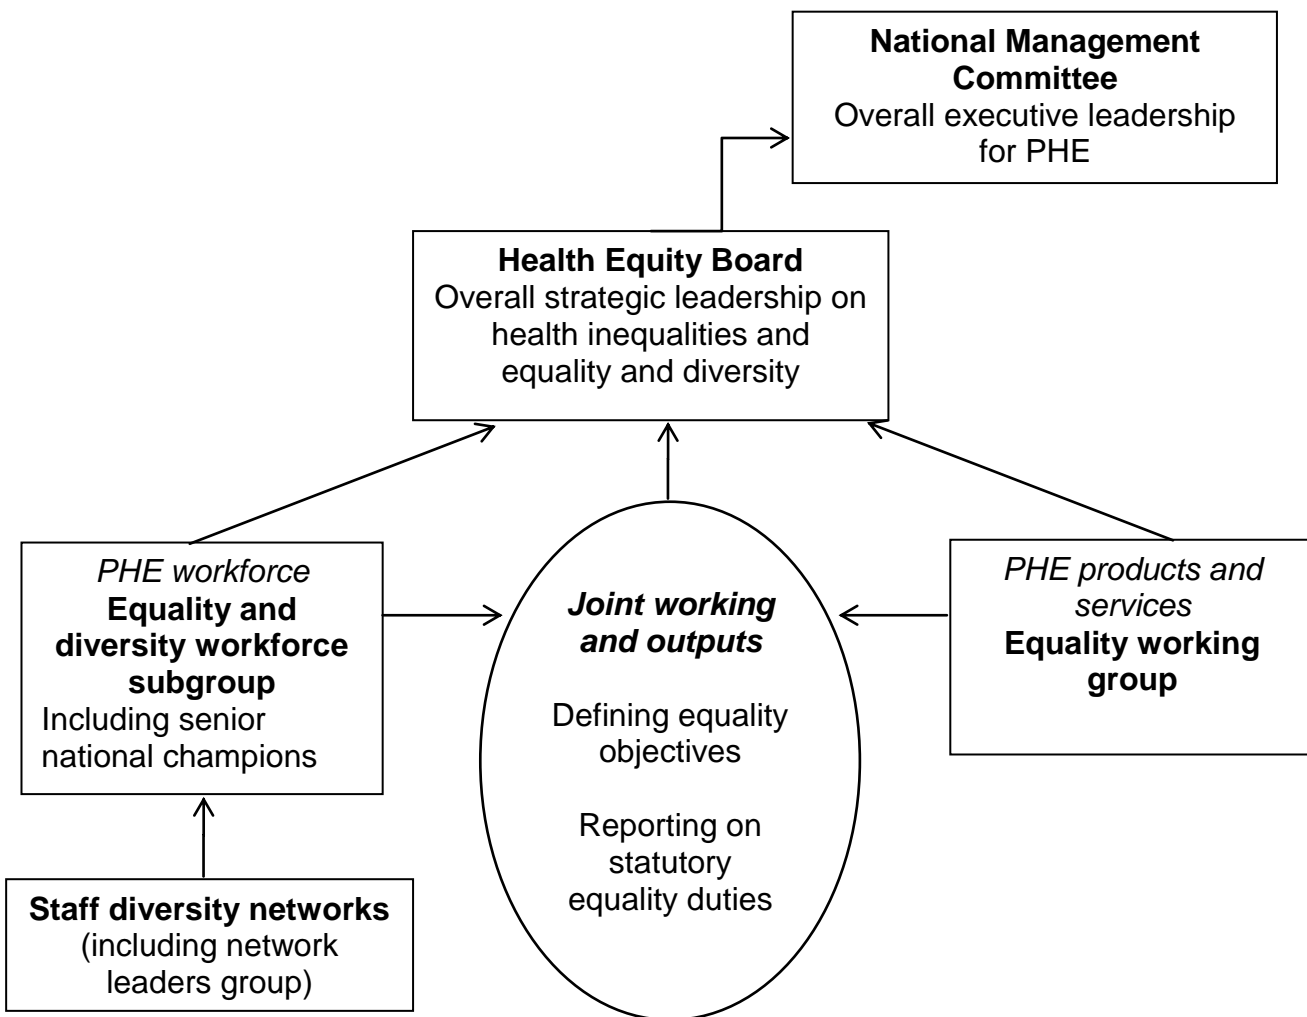 National Management
Committee
Overall executive leadership
for PHE
Health Equity Board
Overall strategic leadership on
health inequalities and
equality and diversity
PHE workforce
Equality and
diversity workforce
subgroup
Including senior
national champions
Joint working
and outputs
Defining equality
objectives
Reporting on
statutory
equality duties
PHE products and
services
Equality working
group
Staff diversity networks
(including network
leaders group)